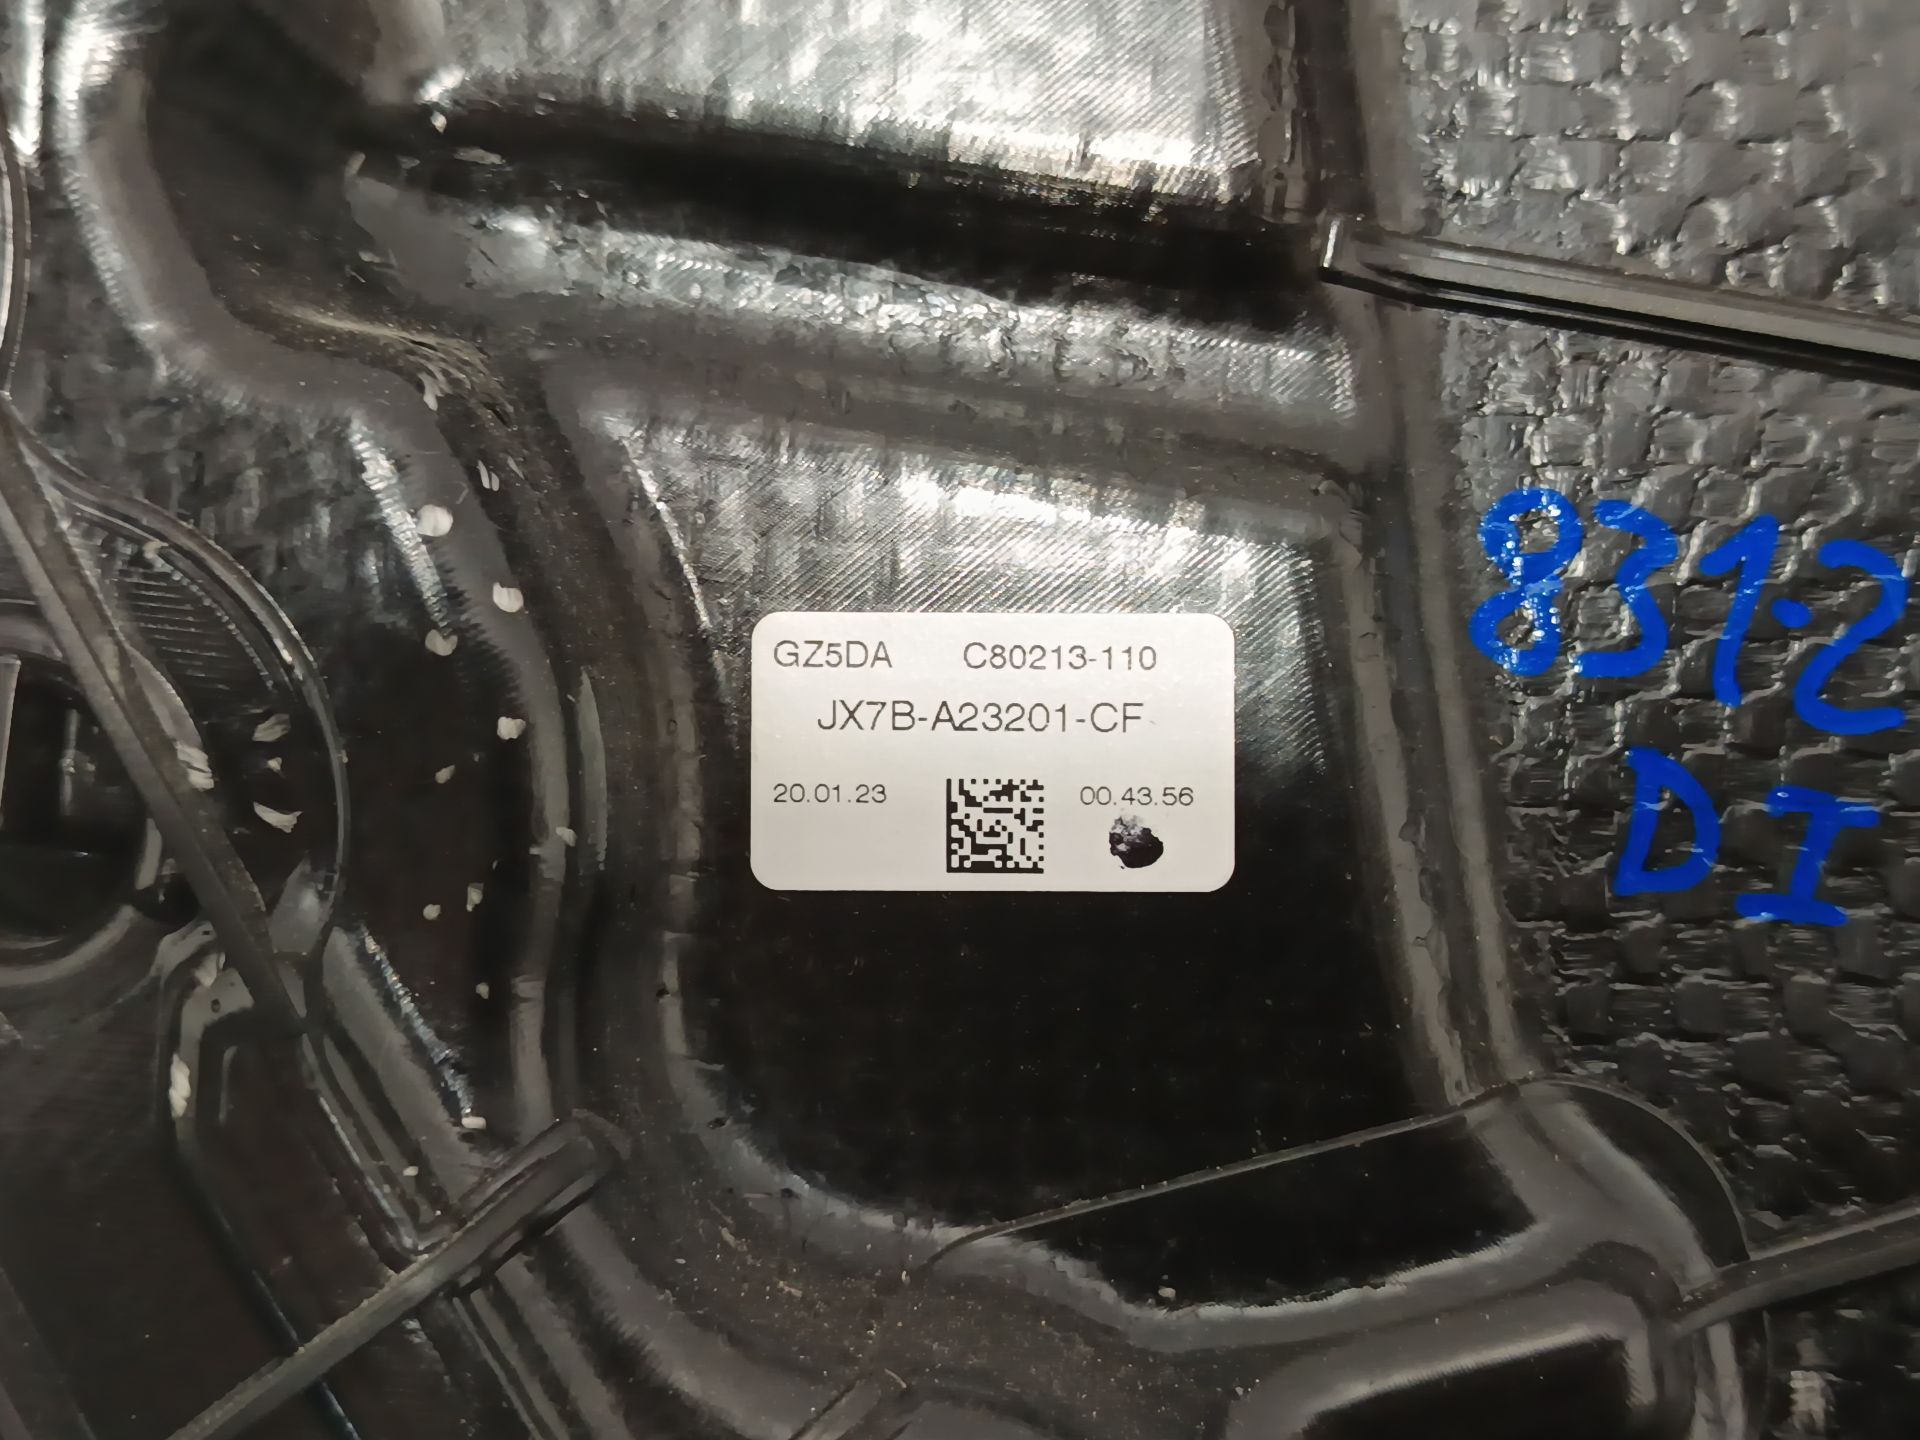 GZ5DA C80213-110
JX7B-A23201-CF
20.01.23 00.43.56
831.2
DI